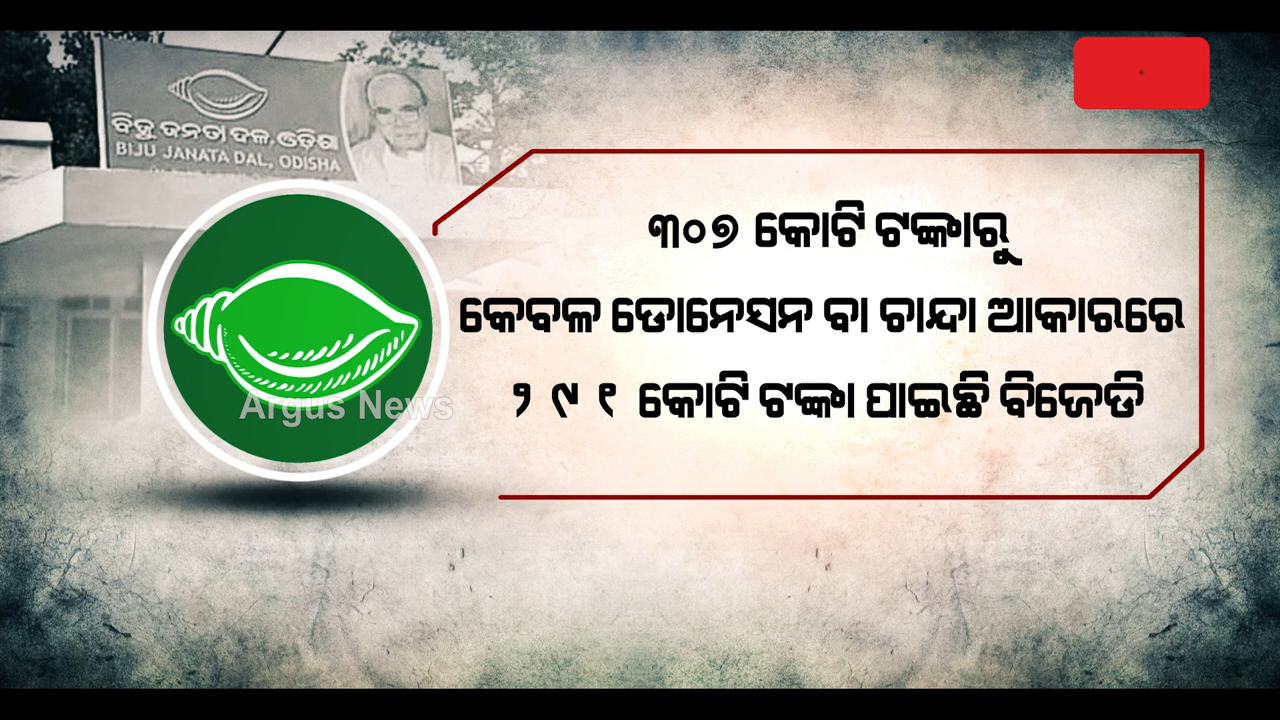 ବିଜୁ ଜନତା ଦଳ, ଓଡ଼ିଶା
BIJU JANATA DAL, ODISHA
୩୦୭ କୋଟି ଟଙ୍କାରୁ
କେବଳ ଡୋନେସନ ବା ଚାନ୍ଦା ଆକାରରେ
୨ ୯ ୧ କୋଟି ଟଙ୍କା ପାଇଛି ବିଜେଡି
Argus News